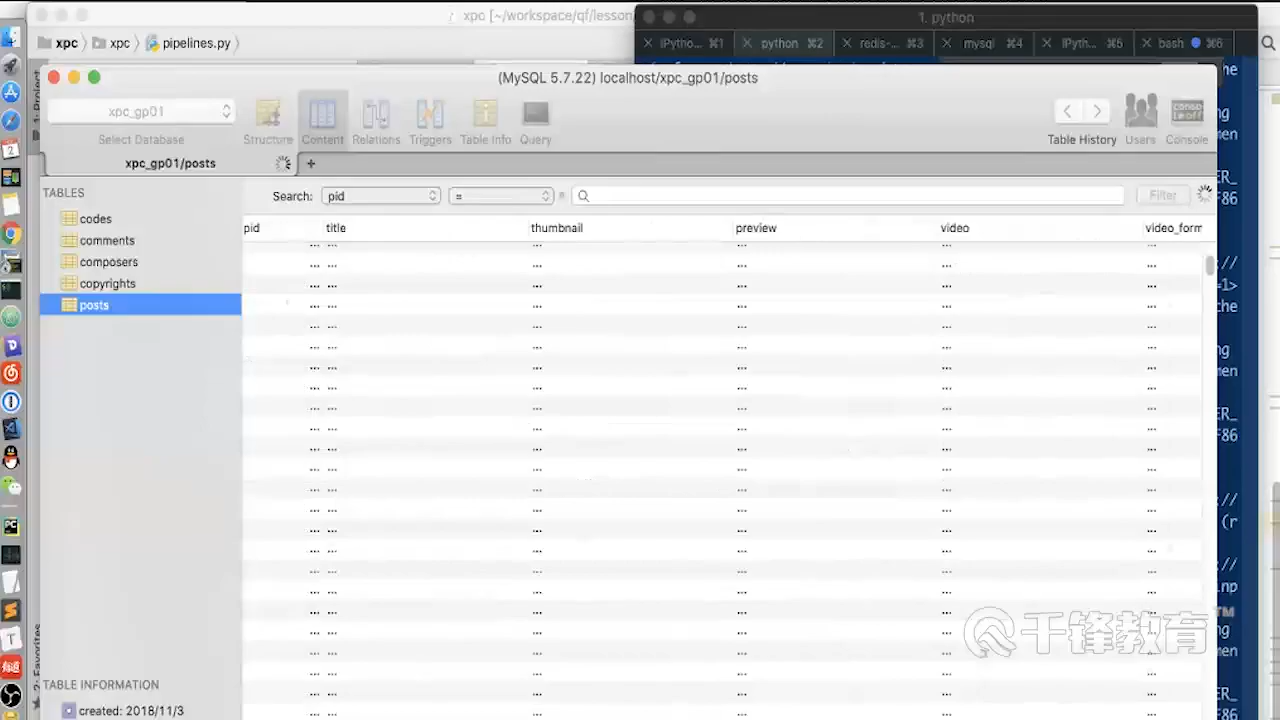 xpc [~/workspace/qf/lesson
1. python
xpc
xpc
pipelines.py
IPytho... ⌘1
python ⌘2
redis-... ⌘3
mysql ⌘4
IPyth... ⌘5
bash ⌘6
(MySQL 5.7.22) localhost/xpc_gp01/posts
xpc_gp01
Select Database
Structure
Content
Relations
Triggers
Table Info
Query
Table History
Users
Console
xpc_gp01/posts
+
TABLES
codes
comments
composers
copyrights
posts
Search:
pid
=
Filter
pid
title
thumbnail
preview
video
video_form
TABLE INFORMATION
created: 2018/11/3
千锋教育 TM